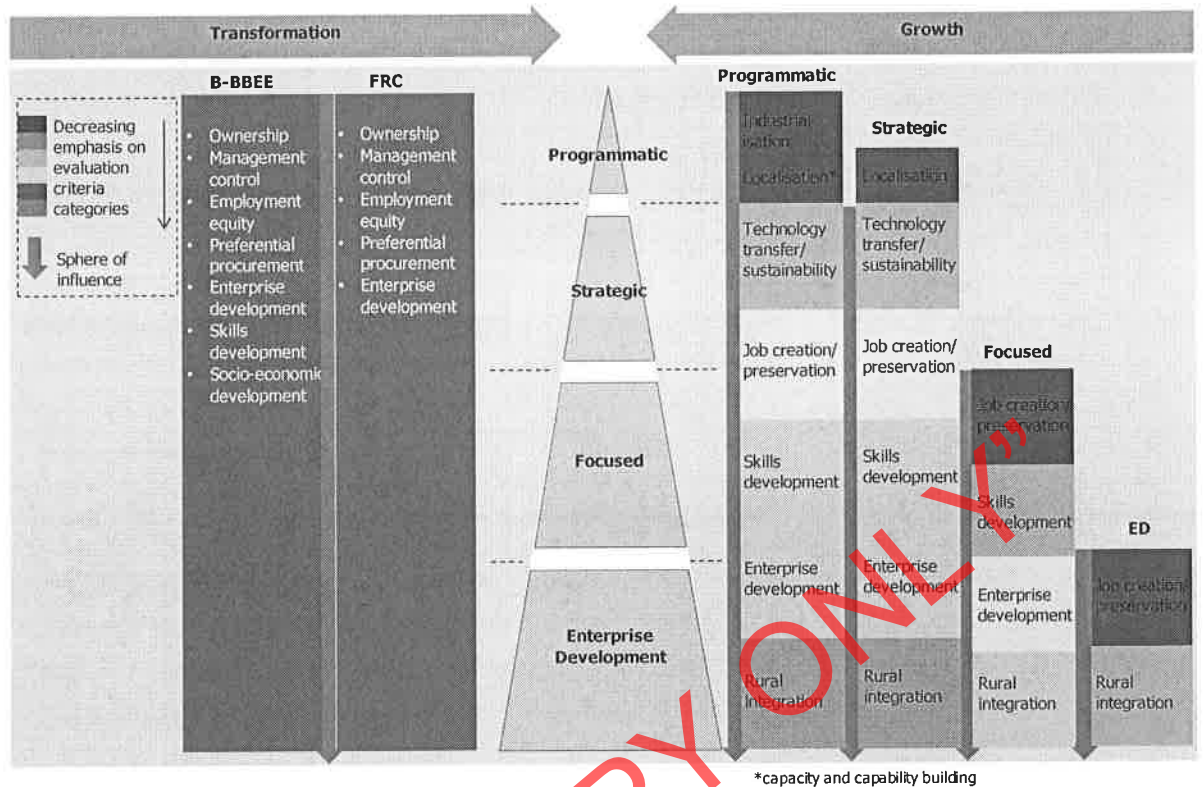 Transformation
Growth
Decreasing
emphasis on
evaluation
criteria
categories
Sphere of
influence
B-BBEE
• Ownership
• Management
control
• Employment
equity
• Preferential
procurement
• Enterprise
development
• Skills
development
• Socio-economic
development
FRC
• Ownership
• Management
control
• Employment
equity
• Preferential
procurement
• Enterprise
development
Programmatic
Strategic
Focused
Enterprise
Development
Programmatic
Industrial
isation
Localisation*
Technology
transfer/
sustainability
Job creation/
preservation
Skills
development
Enterprise
development
Rural
integration
Strategic
Localisation
Technology
transfer/
sustainability
Job creation/
preservation
Skills
development
Enterprise
development
Rural
integration
Focused
Job creation/
preservation
Skills
development
Enterprise
development
Rural
integration
ED
Job creation/
preservation
Rural
integration
*capacity and capability building
ONLY”